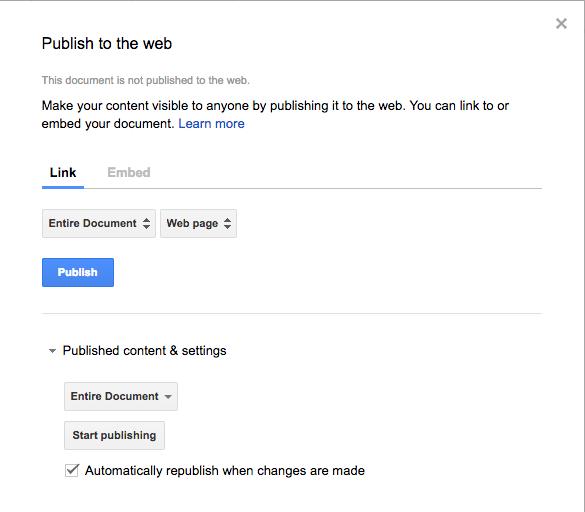 Publish to the web
This document is not published to the web.
Make your content visible to anyone by publishing it to the web. You can link to or
embed your document. Learn more
Link Embed
Entire Document Web page
Publish
Published content & settings
Entire Document
Start publishing
Automatically republish when changes are made